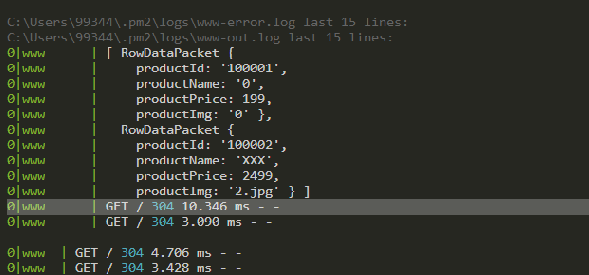 C:\Users\99344\.pm2\logs\www-error.log last 15 lines:
C:\Users\99344\.pm2\logs\www-out.log last 15 lines:
0|www      | [ RowDataPacket {
0|www      |     productId: '100001',
0|www      |     productName: '0',
0|www      |     productPrice: 199,
0|www      |     productImg: '0' },
0|www      |   RowDataPacket {
0|www      |     productId: '100002',
0|www      |     productName: 'XXX',
0|www      |     productPrice: 2499,
0|www      |     productImg: '2.jpg' } ]
0|www      | GET / 304 10.346 ms - -
0|www      | GET / 304 3.090 ms - -
0|www  | GET / 304 4.706 ms - -
0|www  | GET / 304 3.428 ms - -